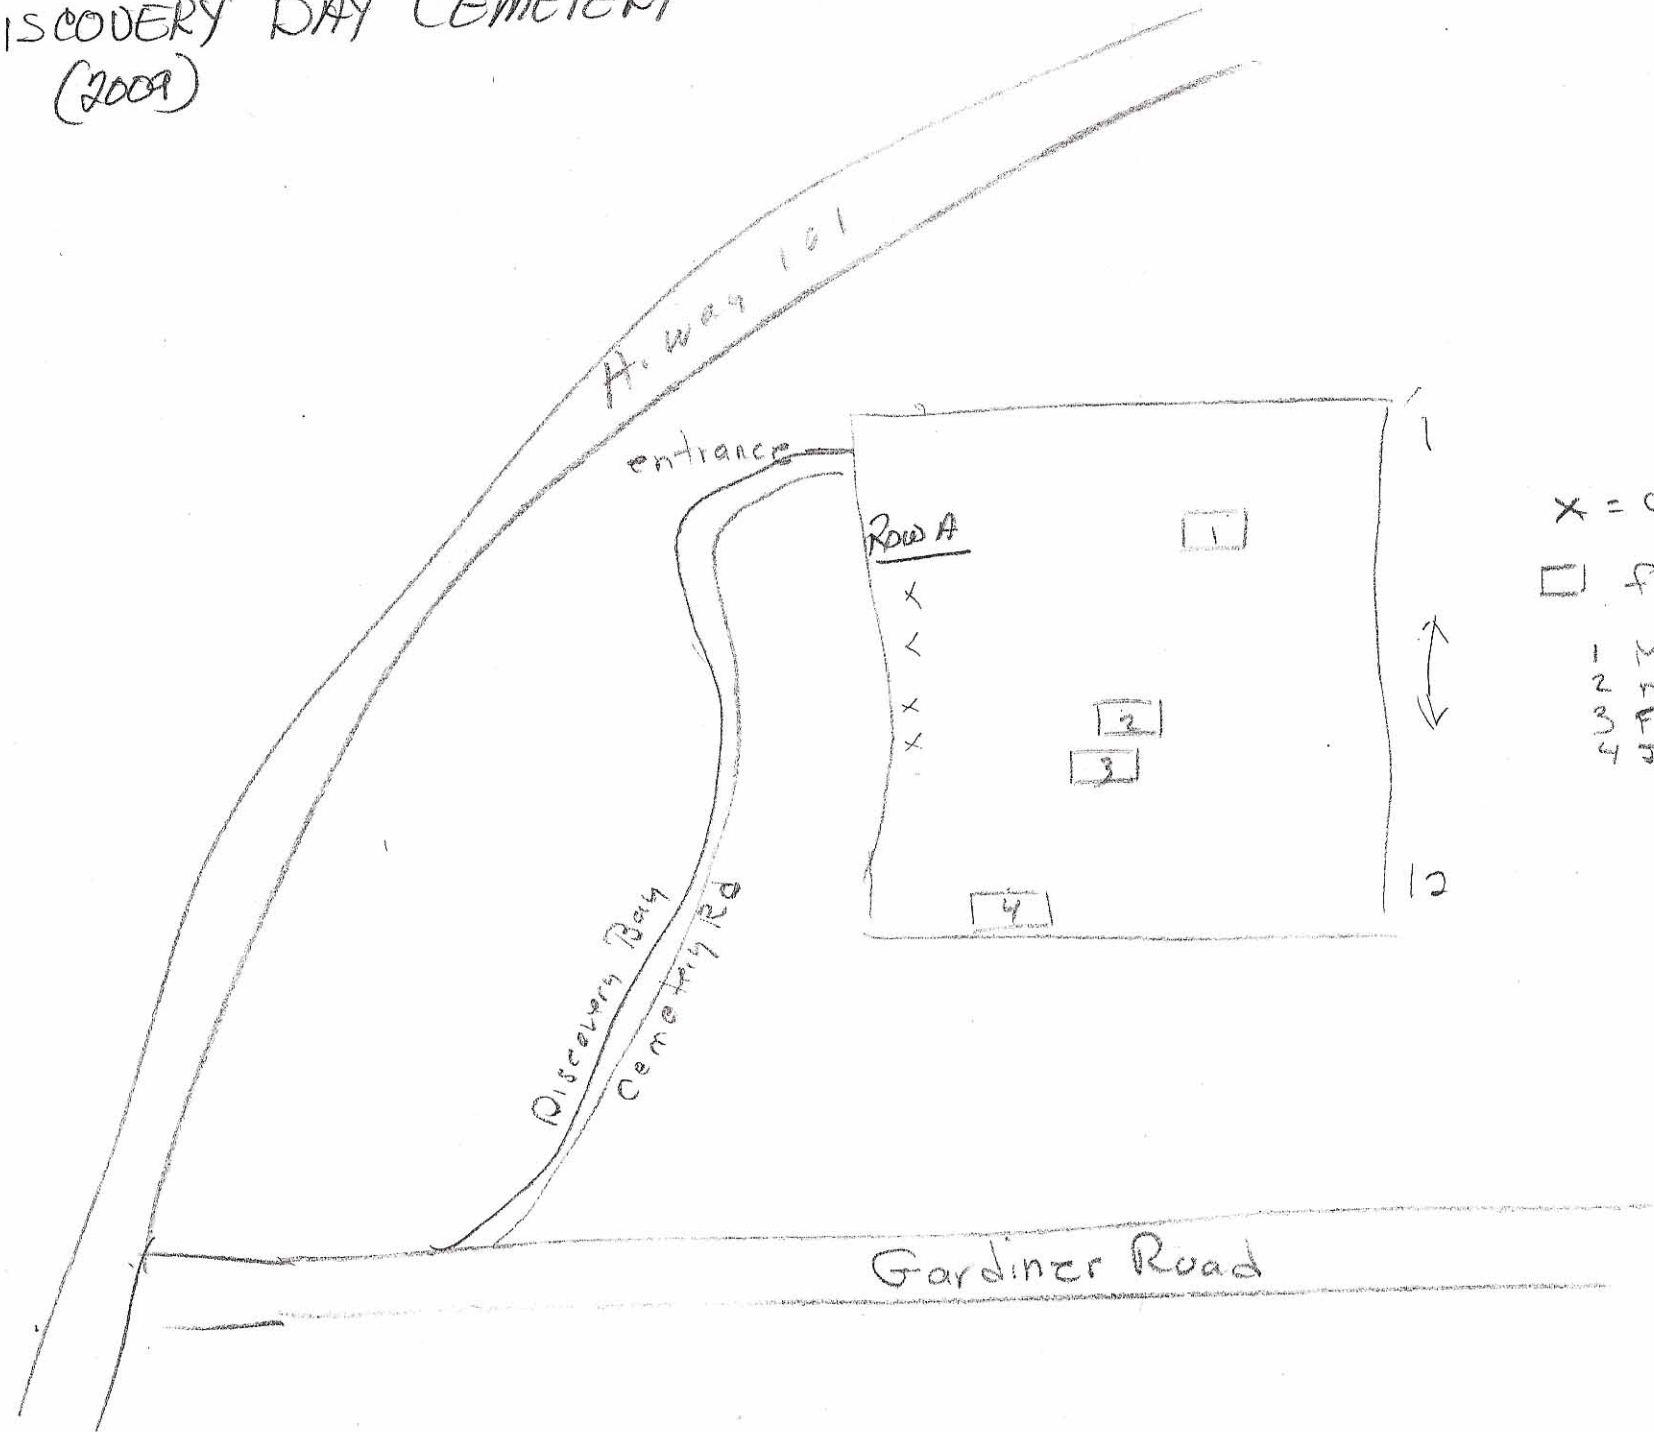 ISCOVERY BAY CEMETERY
(2009)
H.way 101
entrance
1
Row A
1
x =
x
x
x
x
2
3
1
2
3 F
4 J
12
4
Discovery Bay
Cemetery Rd
Gardiner Road